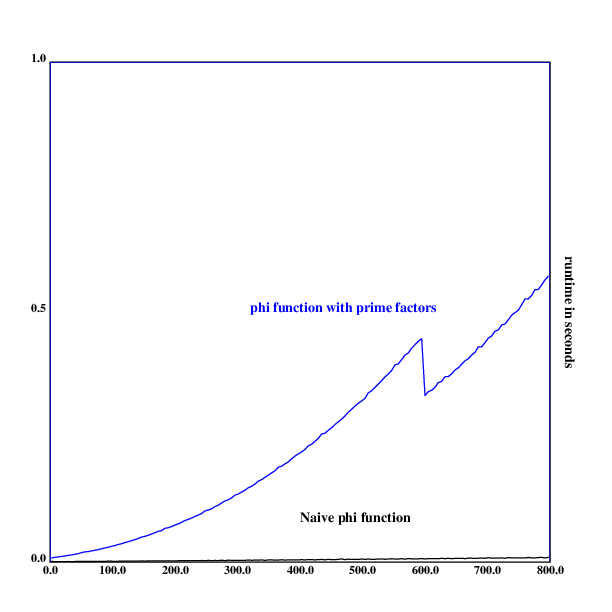 1.0
phi function with prime factors
0.5
runtime in seconds
Naive phi function
0.0
0.0 100.0 200.0 300.0 400.0 500.0 600.0 700.0 800.0